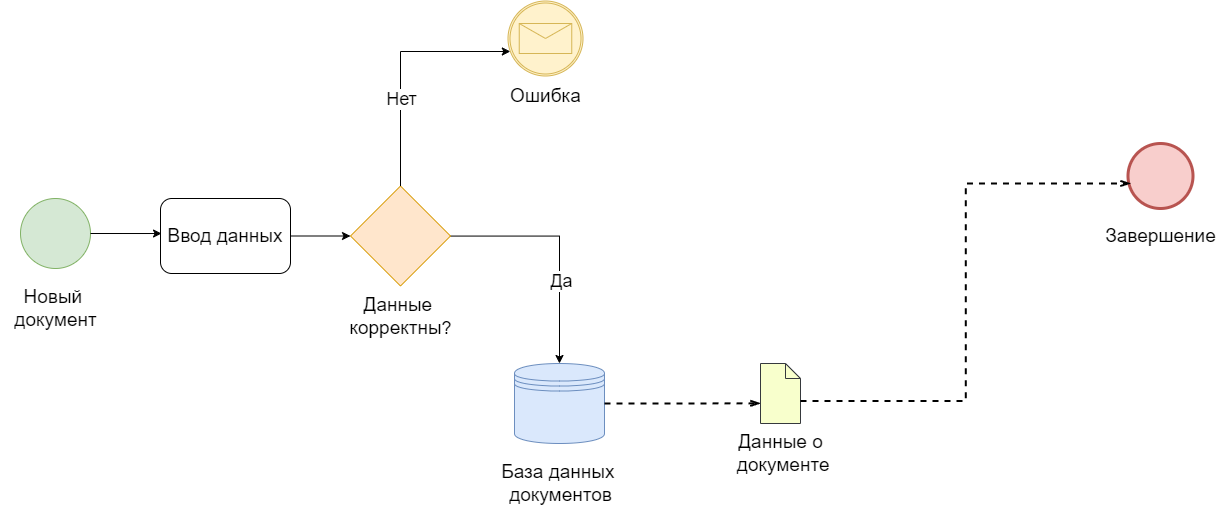 Ошибка
Нет
Ввод данных
Новый
документ
Данные
корректны?
Да
База данных
документов
Данные о
документе
Завершение